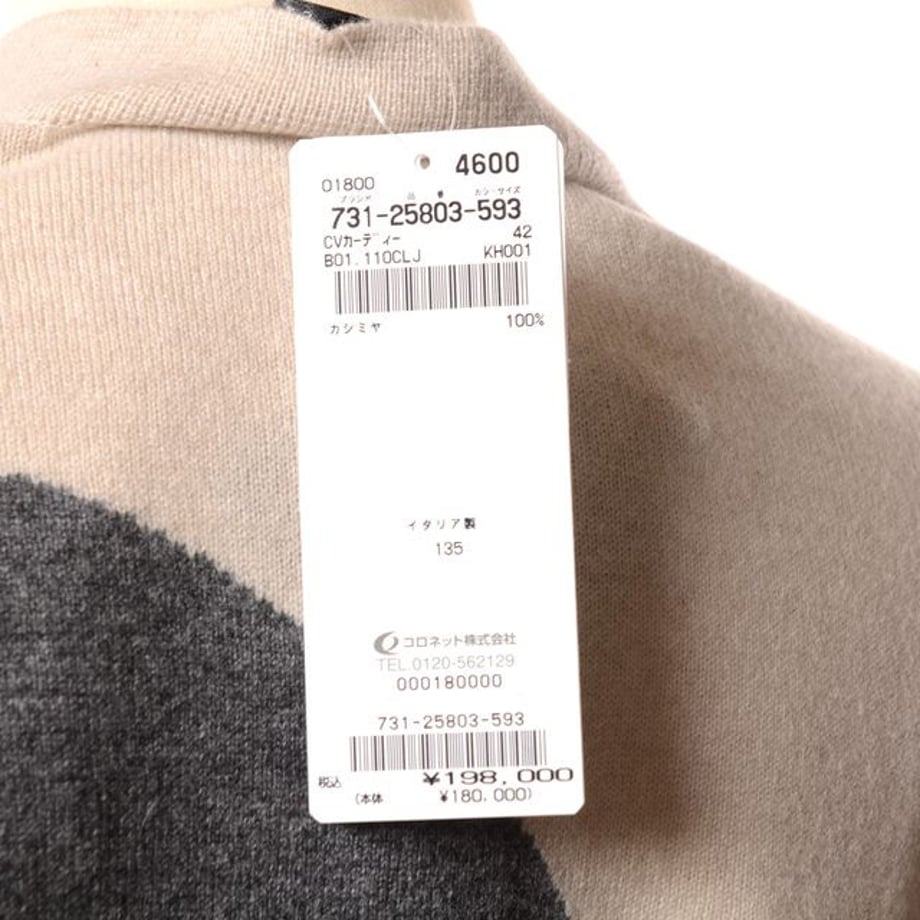 4600
01800
ブランド 品 番 カラーサイズ
731-25803-593
CVカーディー 42
B01.110CLJ KH001
カシミヤ 100%
イタリア製
135
コロネット株式会社
TEL.0120-562129
000180000
731-25803-593
税込 ¥198,000
(本体 ¥180,000)